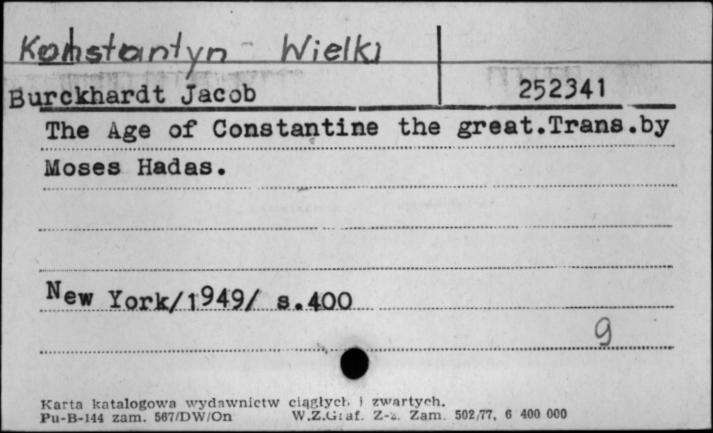 Konstantyn - Wielki
Burckhardt Jacob 252341
The Age of Constantine the great.Trans.by
Moses Hadas.
New York/1949/ s.400
9
Karta katalogowa wydawnictw ciągłych i zwartych.
Pu-B-144 zam. 567/DW/On W.Z.Graf. Zam. 502/77, 6 400 000